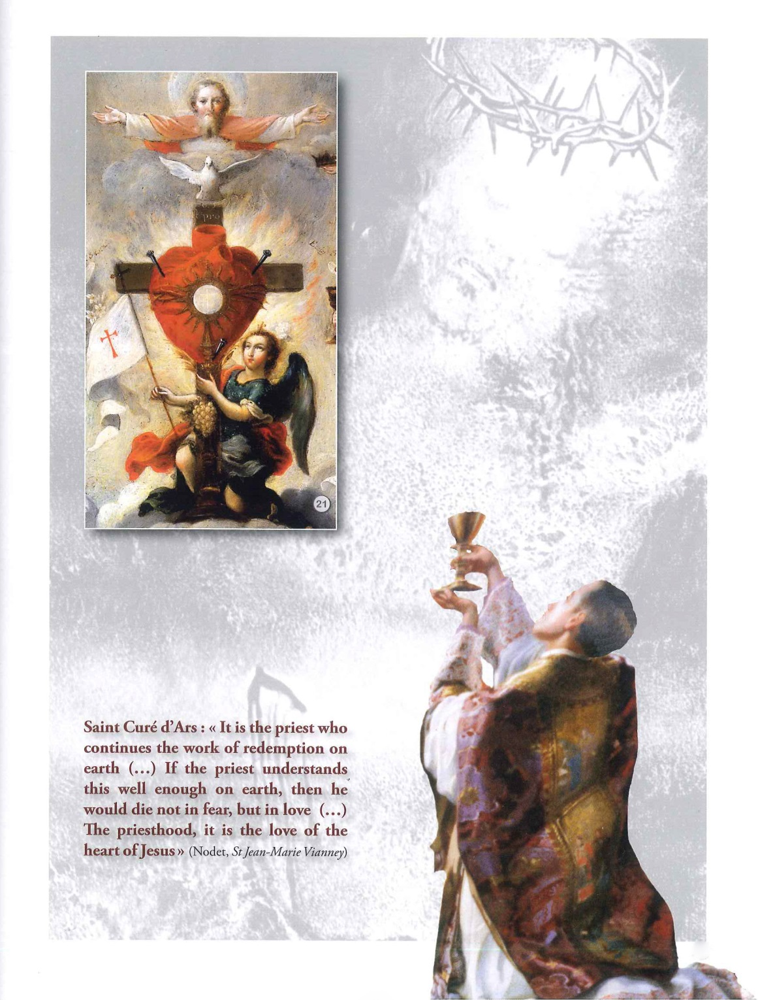 pro
21
Saint Curé d’Ars : « It is the priest who
continues the work of redemption on
earth (…) If the priest understands
this well enough on earth, then he
would die not in fear, but in love (…)
The priesthood, it is the love of the
heart of Jesus» (Nodet, St Jean-Marie Vianney)